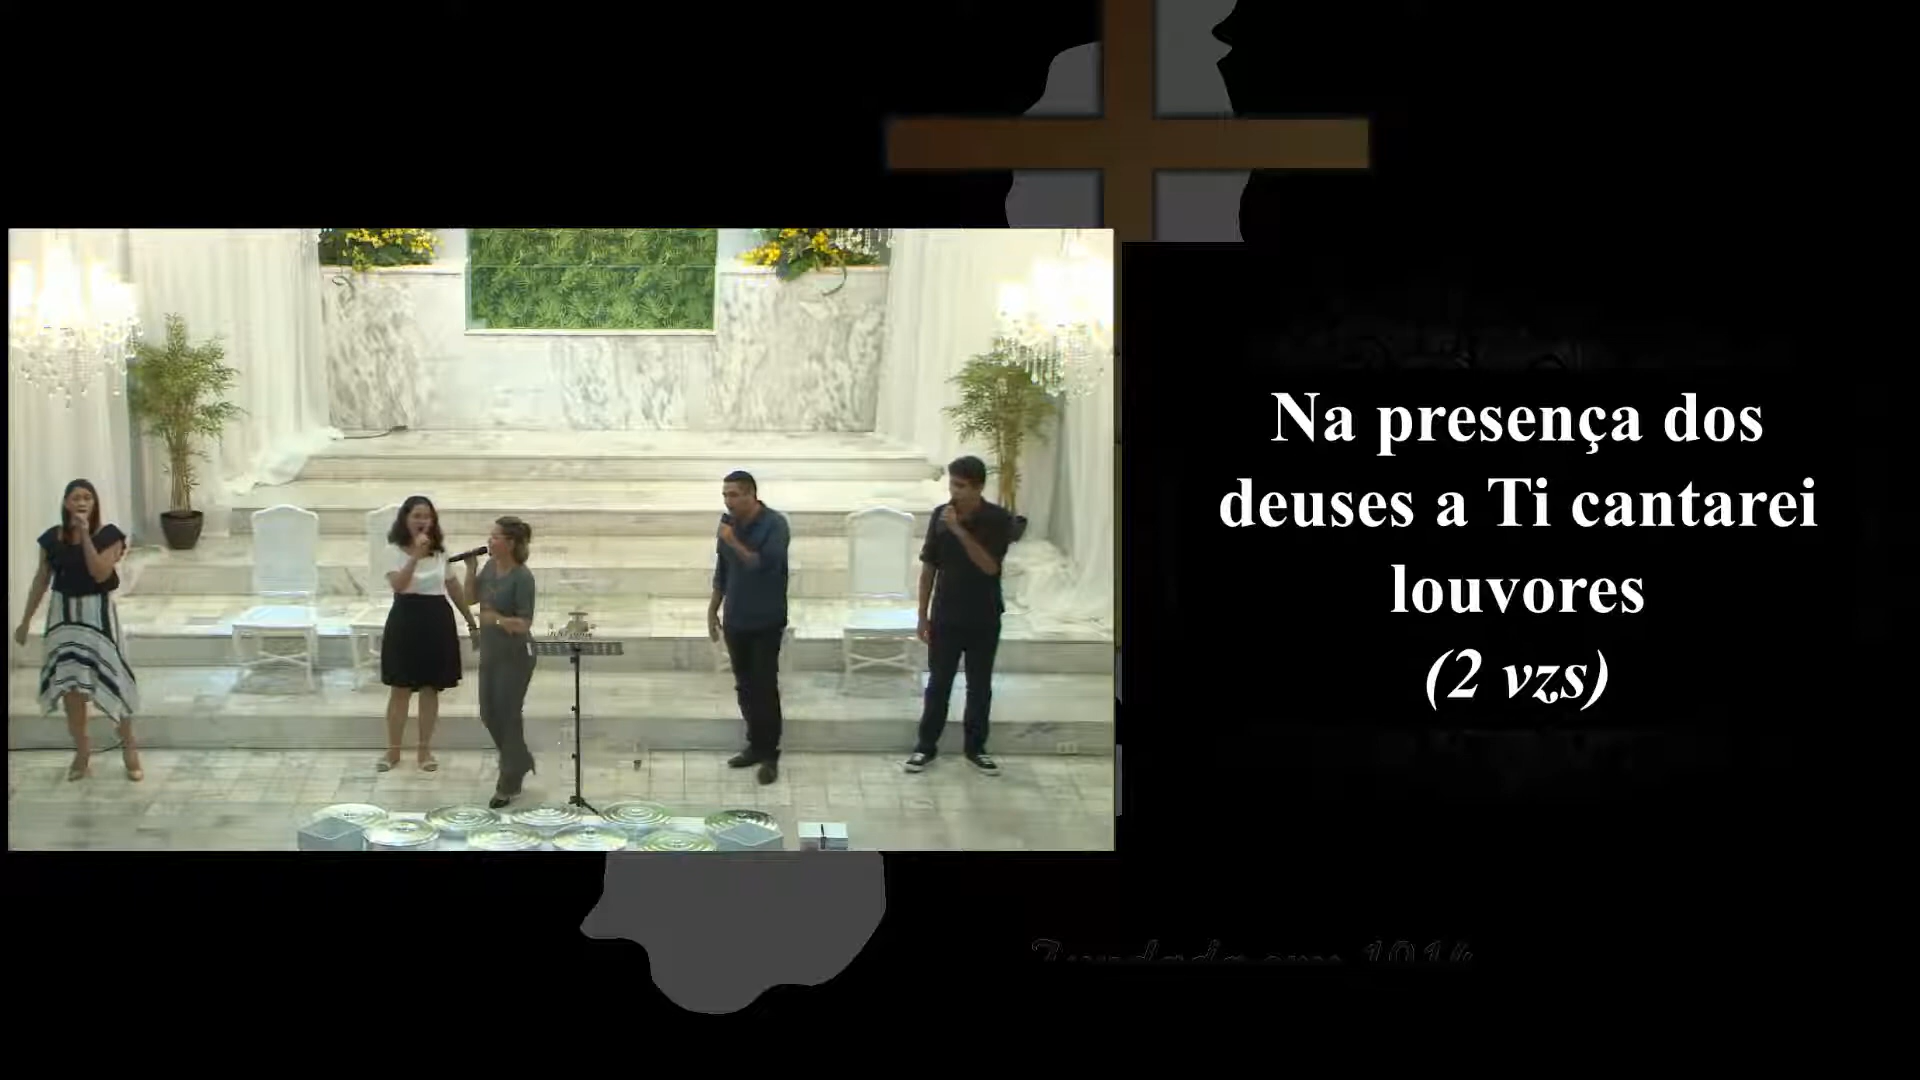 Na presença dos
deuses a Ti cantarei
louvores
(2 vzs)